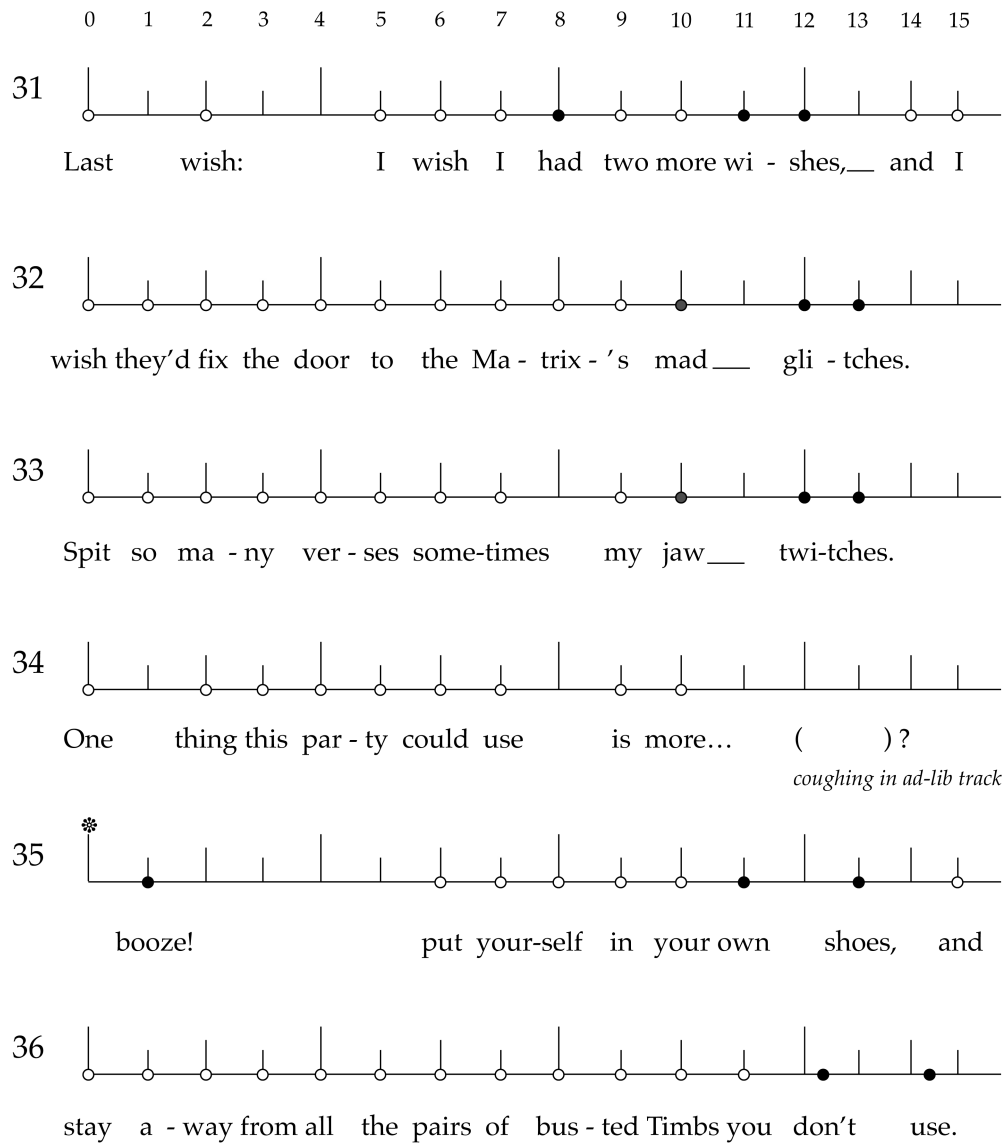 0 1 2 3 4 5 6 7 8 9 10 11 12 13 14 15
31
Last wish: I wish I had two more wi - shes,__ and I
32
wish they’d fix the door to the Ma - trix - ’s mad___ gli - tches.
33
Spit so ma - ny ver - ses some-times my jaw___ twi-tches.
34
One thing this par - ty could use is more... ( ) ?
coughing in ad-lib track
35
booze! put your-self in your own shoes, and
36
stay a - way from all the pairs of bus - ted Timbs you don’t use.